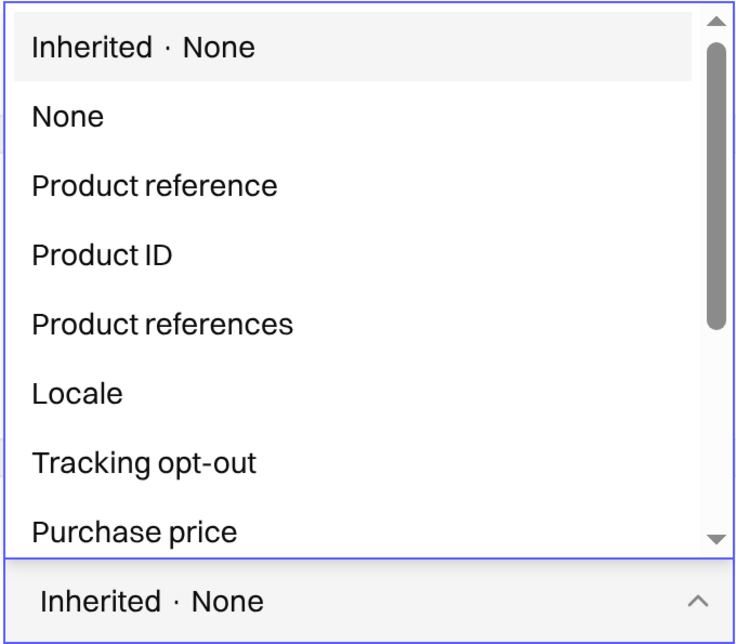 Inherited · None
None
Product reference
Product ID
Product references
Locale
Tracking opt-out
Purchase price
Inherited · None